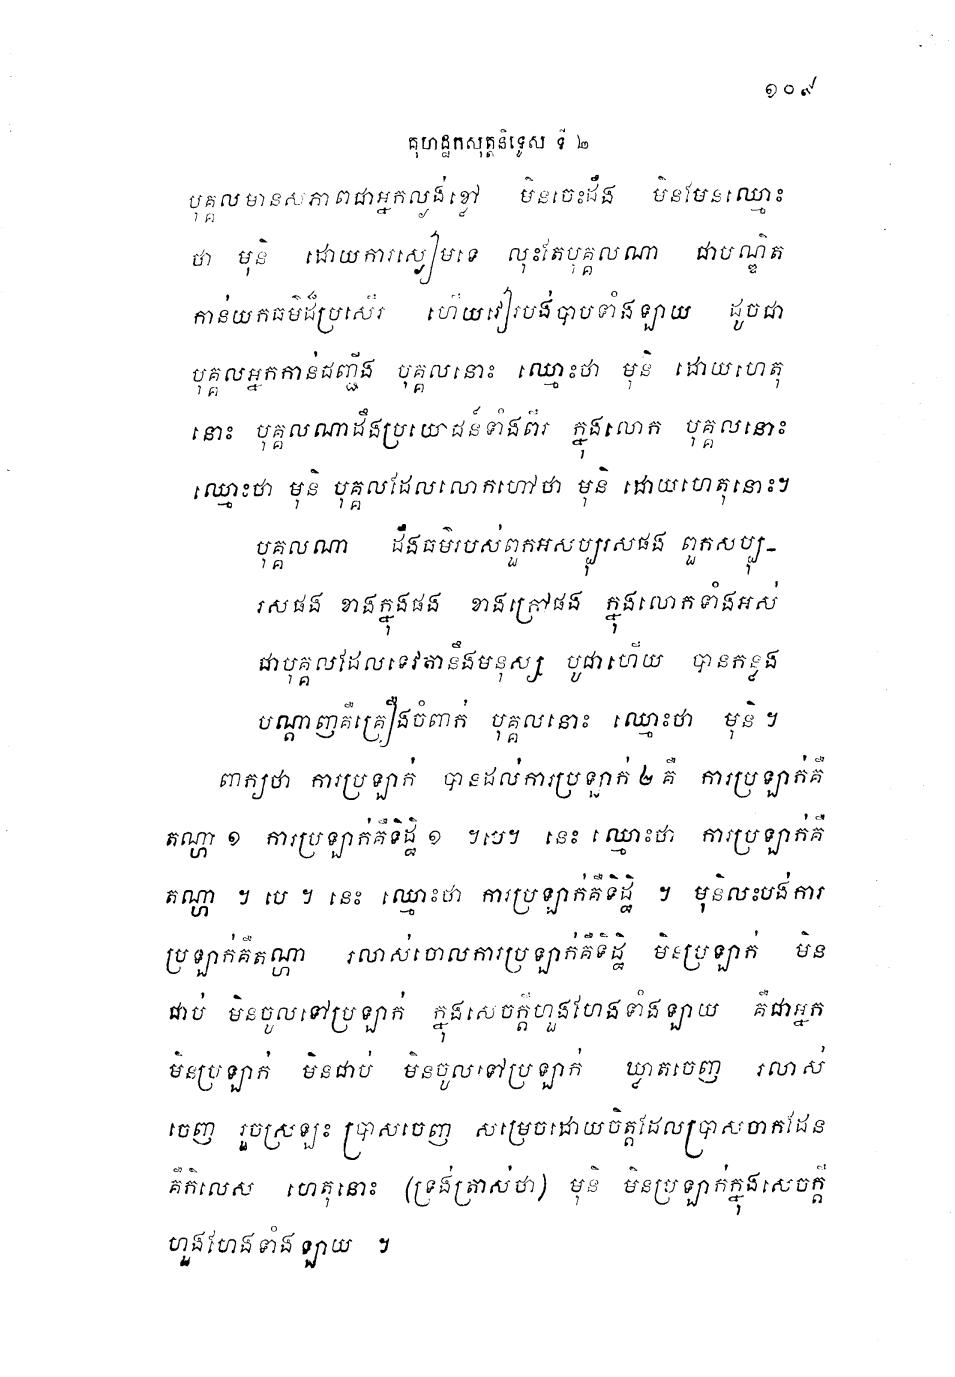 ១០៩
គុហដ្ឋកសុត្តនិទ្ទេស ទី ២
បុគ្គលមានសភាពជាអ្នកល្ងង់ខ្លៅ មិនចេះដឹង មិនមែនឈ្មោះ
ថា មុនិ ដោយការស្ងៀមទេ លុះតែបុគ្គលណា ជាបណ្ឌិត
កាន់យកធម៌ដ៏ប្រសើរ ហើយវៀរបង់បាបទាំងឡាយ ដូចជា
បុគ្គលអ្នកកាន់ជញ្ជីង បុគ្គលនោះ ឈ្មោះថា មុនិ ដោយហេតុ
នោះ បុគ្គលណាដឹងប្រយោជន៍ទាំងពីរ ក្នុងលោក បុគ្គលនោះ
ឈ្មោះថា មុនិ បុគ្គលដែលលោកហៅថា មុនិ ដោយហេតុនោះ។
បុគ្គលណា ដឹងធម៌របស់ពួកអសប្បុរសផង ពួកសប្បុ-
រសផង ខាងក្នុងផង ខាងក្រៅផង ក្នុងលោកទាំងអស់
ជាបុគ្គលដែលទេវតានឹងមនុស្ស បូជាហើយ បានកន្លង
បណ្តាញគឺគ្រឿងចំពាក់ បុគ្គលនោះ ឈ្មោះថា មុនិ ។
ពាក្យថា ការប្រឡាក់ បានដល់ការប្រឡាក់ ២ គឺ ការប្រឡាក់គឺ
តណ្ហា ១ ការប្រឡាក់គឺទិដ្ឋិ ១ ។បេ។ នេះ ឈ្មោះថា ការប្រឡាក់គឺ
តណ្ហា ។ បេ ។ នេះ ឈ្មោះថា ការប្រឡាក់គឺទិដ្ឋិ ។ មុនិលះបង់ការ
ប្រឡាក់គឺតណ្ហា រលាស់ចោលការប្រឡាក់គឺទិដ្ឋិ មិនប្រឡាក់ មិន
ជាប់ មិនចូលទៅប្រឡាក់ ក្នុងសេចក្តីហួងហែងទាំងឡាយ គឺជាអ្នក
មិនប្រឡាក់ មិនជាប់ មិនចូលទៅប្រឡាក់ ឃ្លាតចេញ រលាស់
ចេញ រួចស្រឡះ ប្រាសចេញ សម្រេចដោយចិត្តដែលប្រាសចាកដែន
គឺកិលេស ហេតុនោះ (ទ្រង់ត្រាស់ថា) មុនិ មិនប្រឡាក់ក្នុងសេចក្តី
ហួងហែងទាំងឡាយ ។